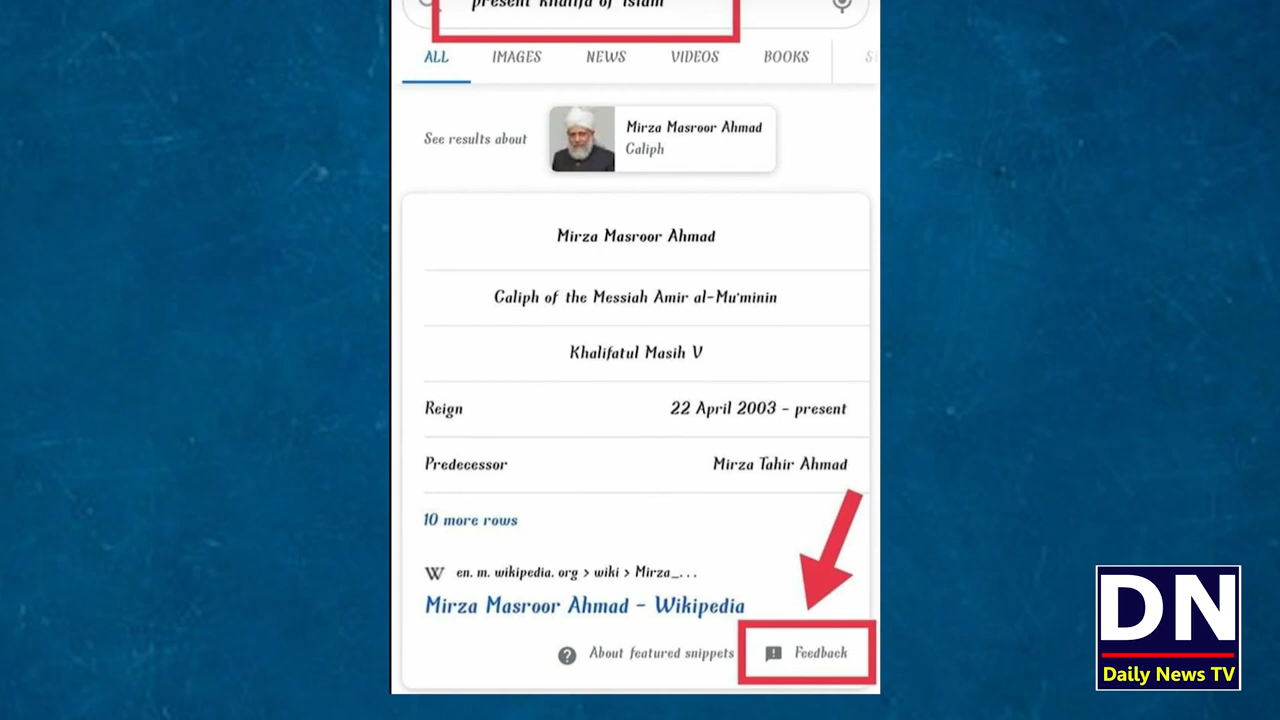 present khalifa of islam
ALL IMAGES NEWS VIDEOS BOOKS
See results about
Mirza Masroor Ahmad
Caliph
Mirza Masroor Ahmad
Caliph of the Messiah Amir al-Mu'minin
Khalifatul Masih V
Reign 22 April 2003 - present
Predecessor Mirza Tahir Ahmad
10 more rows
W en. m. wikipedia. org > wiki > Mirza_...
Mirza Masroor Ahmad - Wikipedia
About featured snippets Feedback
DN
Daily News TV